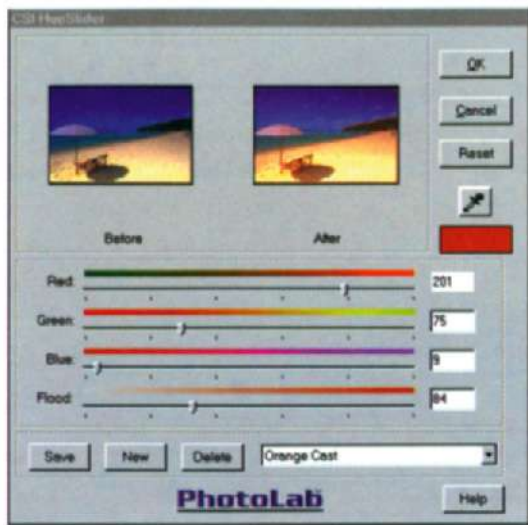 CSI HueSlider
OK
Cancel
Reset
Before
After
Red:
201
Green:
75
Blue:
9
Flood:
84
Save
New
Delete
Orange Cast
PhotoLab
Help